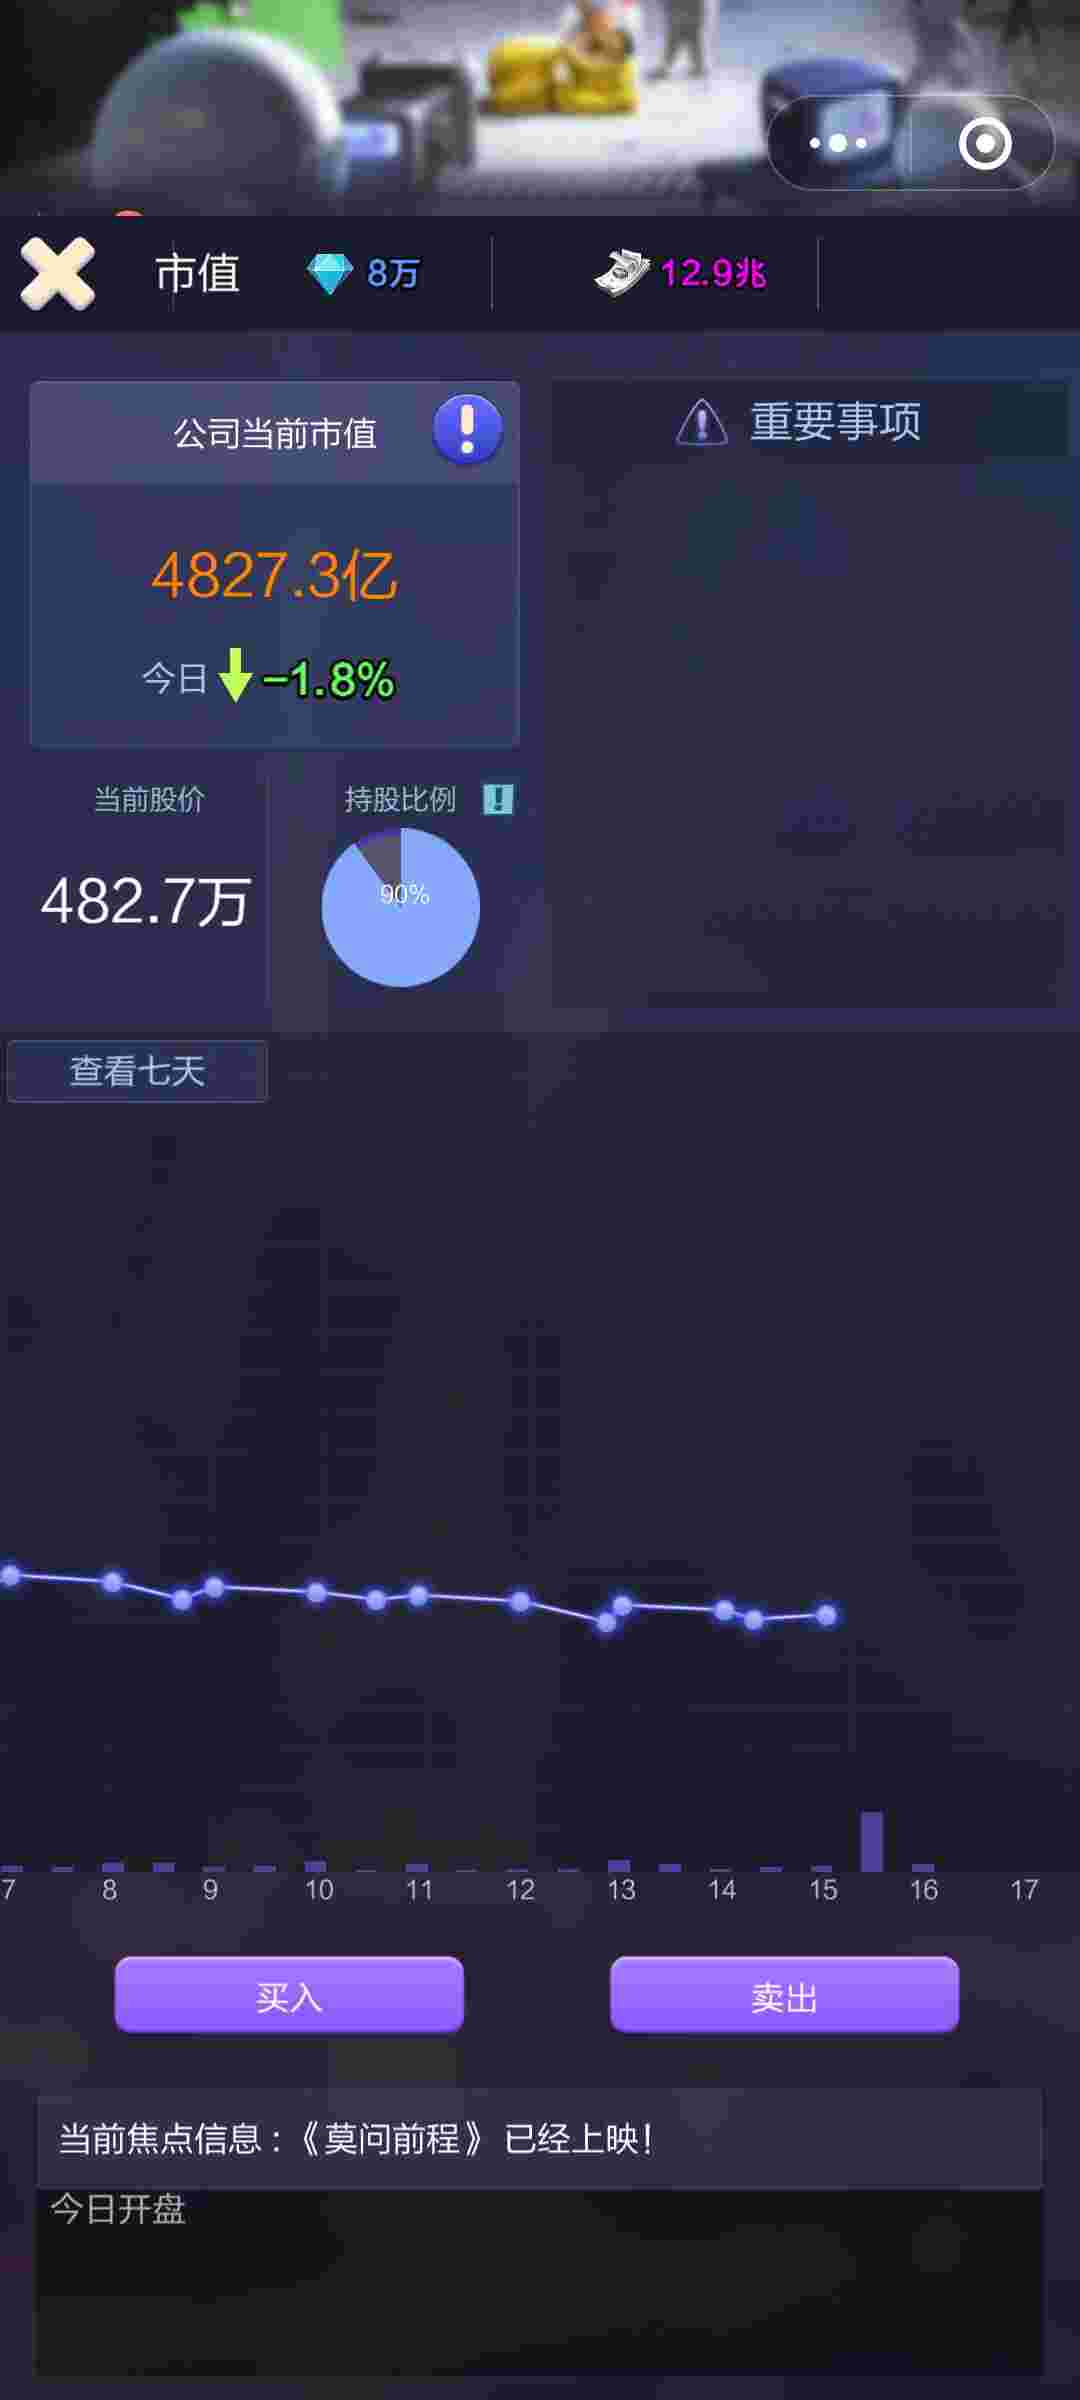 市值
8万
12.9兆
公司当前市值
4827.3亿
今日 -1.8%
重要事项
当前股价
持股比例
482.7万
90%
查看七天
7 8 9 10 11 12 13 14 15 16 17
买入
卖出
当前焦点信息：《莫问前程》 已经上映！
今日开盘